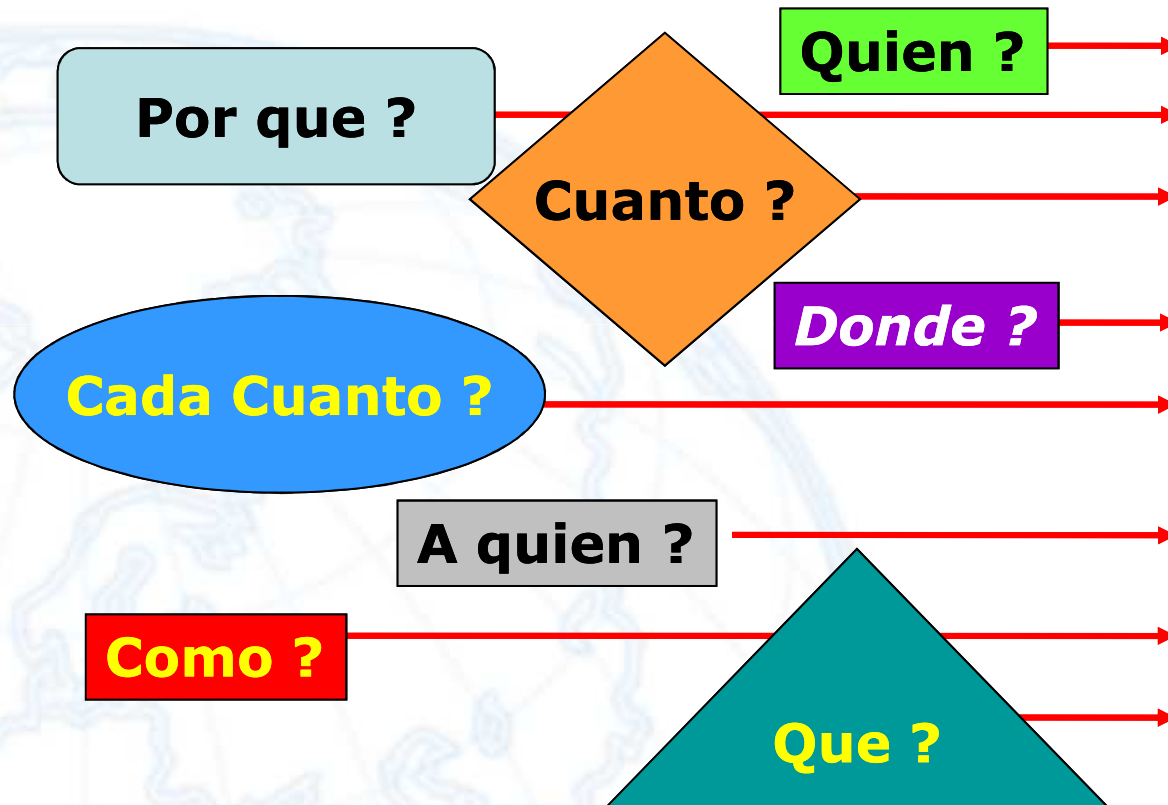 Quien ?
Por que ?
Cuanto ?
Donde ?
Cada Cuanto ?
A quien ?
Como ?
Que ?